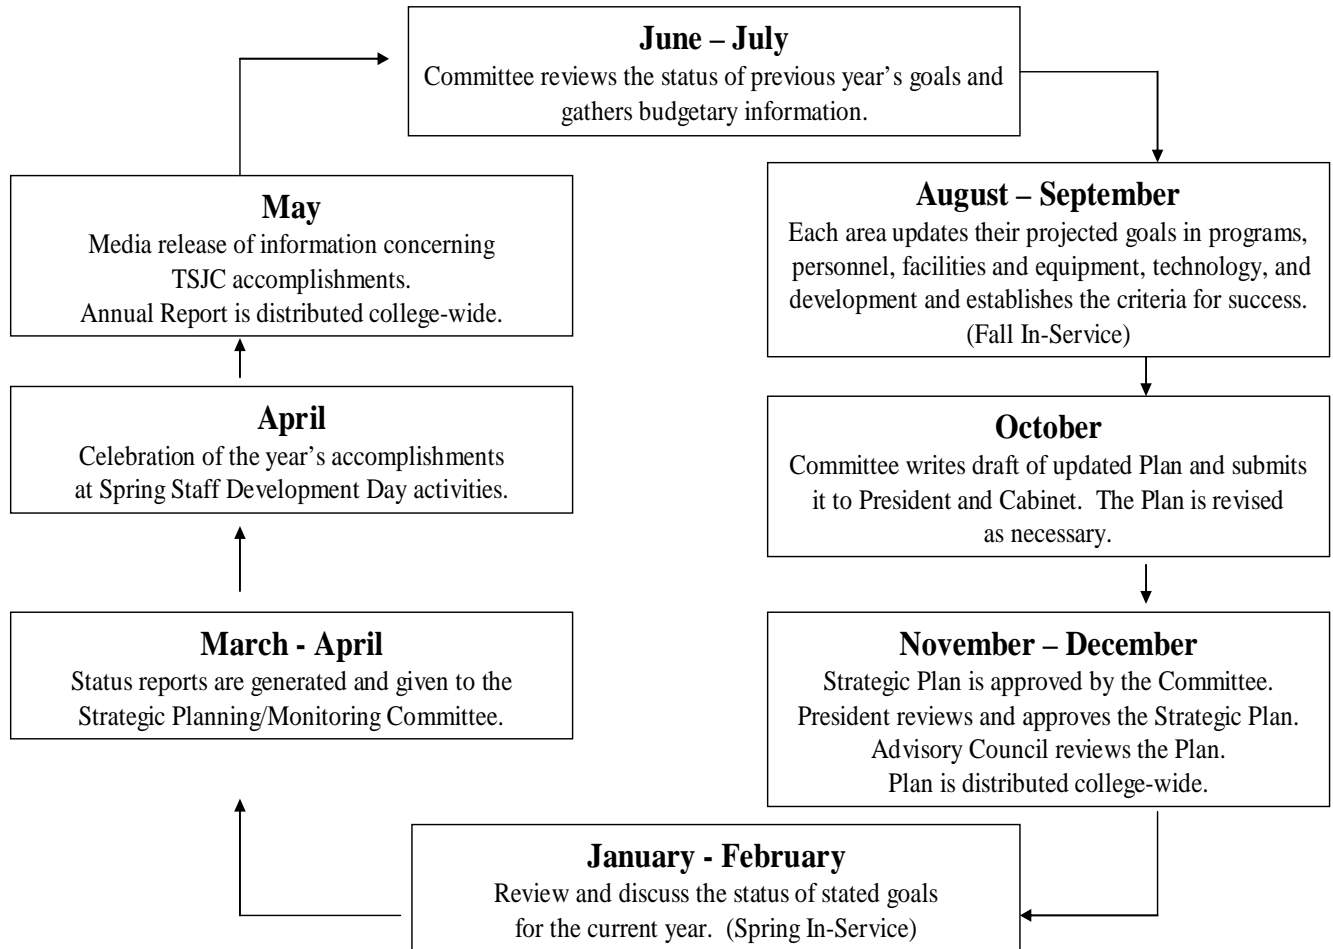 June – July
Committee reviews the status of previous year’s goals and
gathers budgetary information.
August – September
Each area updates their projected goals in programs,
personnel, facilities and equipment, technology, and
development and establishes the criteria for success.
(Fall In-Service)
October
Committee writes draft of updated Plan and submits
it to President and Cabinet.  The Plan is revised
as necessary.
November – December
Strategic Plan is approved by the Committee.
President reviews and approves the Strategic Plan.
Advisory Council reviews the Plan.
Plan is distributed college-wide.
January - February
Review and discuss the status of stated goals
for the current year.  (Spring In-Service)
March - April
Status reports are generated and given to the
Strategic Planning/Monitoring Committee.
April
Celebration of the year’s accomplishments
at Spring Staff Development Day activities.
May
Media release of information concerning
TSJC accomplishments.
Annual Report is distributed college-wide.